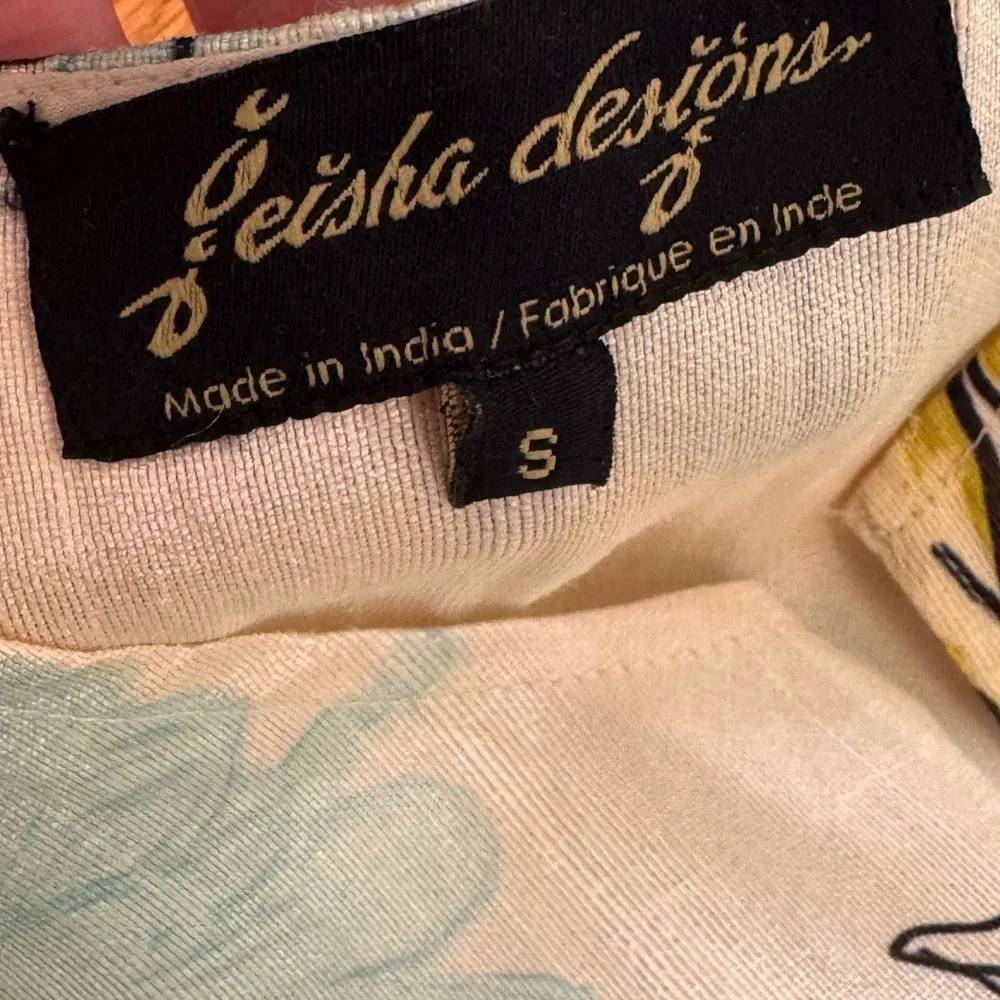 geisha designs
Made in India / Fabrique en Inde
S